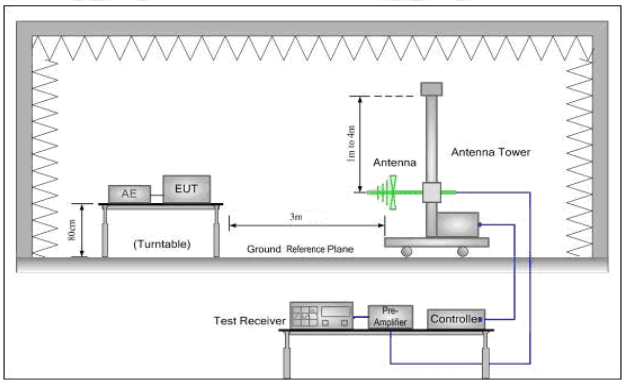 1m to 4m
Antenna
Antenna Tower
AE
EUT
80cm
(Turntable)
3m
Ground Reference Plane
Test Receiver
Pre-
Amplifier
Controller